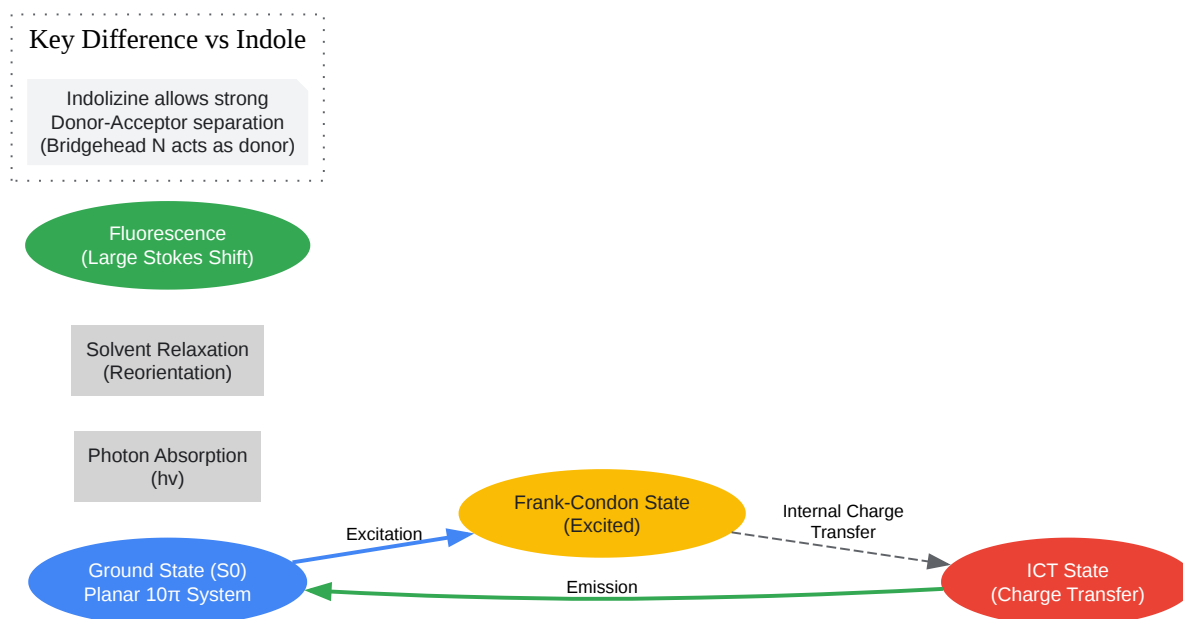 Key Difference vs Indole
Indolizine allows strong
Donor-Acceptor separation
(Bridgehead N acts as donor)
Fluorescence
(Large Stokes Shift)
Solvent Relaxation
(Reorientation)
Photon Absorption
(hv)
Frank-Condon State
(Excited)
Internal Charge
Transfer
Excitation
Ground State (S0)
Planar 10π System
Emission
ICT State
(Charge Transfer)